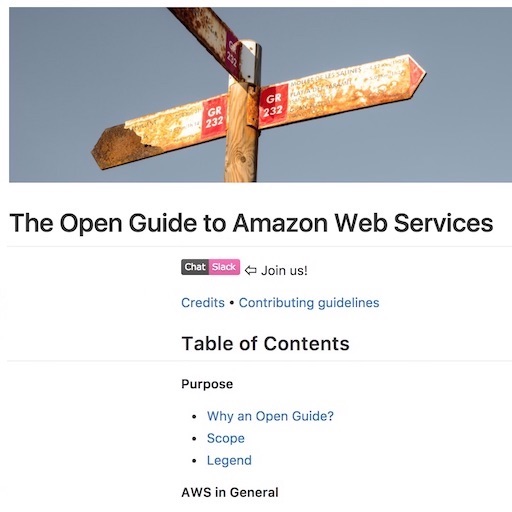 GR
232
GR
232
GR
232
The Open Guide to Amazon Web Services
Chat Slack ⇦ Join us!
Credits • Contributing guidelines
Table of Contents
Purpose
• Why an Open Guide?
• Scope
• Legend
AWS in General